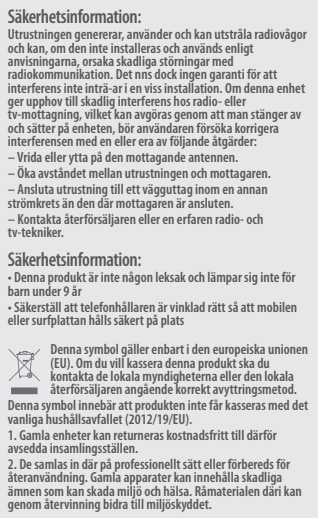 Säkerhetsinformation:
Utrustningen genererar, använder och kan utstråla radiovågor
och kan, om den inte installeras och används enligt
anvisningarna, orsaka skadliga störningar med
radiokommunikation. Det nns dock ingen garanti för att
interferens inte inträ-ar i en viss installation. Om denna enhet
ger upphov till skadlig interferens hos radio- eller
tv-mottagning, vilket kan avgöras genom att man stänger av
och sätter på enheten, bör användaren försöka korrigera
interferensen med en eller era av följande åtgärder:
– Vrida eller ytta på den mottagande antennen.
– Öka avståndet mellan utrustningen och mottagaren.
– Ansluta utrustning till ett vägguttag inom en annan
strömkrets än den där mottagaren är ansluten.
– Kontakta återförsäljaren eller en erfaren radio- och
tv-tekniker.
Säkerhetsinformation:
• Denna produkt är inte någon leksak och lämpar sig inte för
barn under 9 år
• Säkerställ att telefonhållaren är vinklad rätt så att mobilen
eller surfplattan hålls säkert på plats
Denna symbol gäller enbart i den europeiska unionen
(EU). Om du vill kassera denna produkt ska du
kontakta de lokala myndigheterna eller den lokala
återförsäljaren angående korrekt avyttringsmetod.
Denna symbol innebär att produkten inte får kasseras med det
vanliga hushållsavfallet (2012/19/EU).
1. Gamla enheter kan returneras kostnadsfritt till därför
avsedda insamlingsställen.
2. De samlas in där på professionellt sätt eller förbereds för
återanvändning. Gamla apparater kan innehålla skadliga
ämnen som kan skada miljö och hälsa. Råmaterialen däri kan
genom återvinning bidra till miljöskyddet.